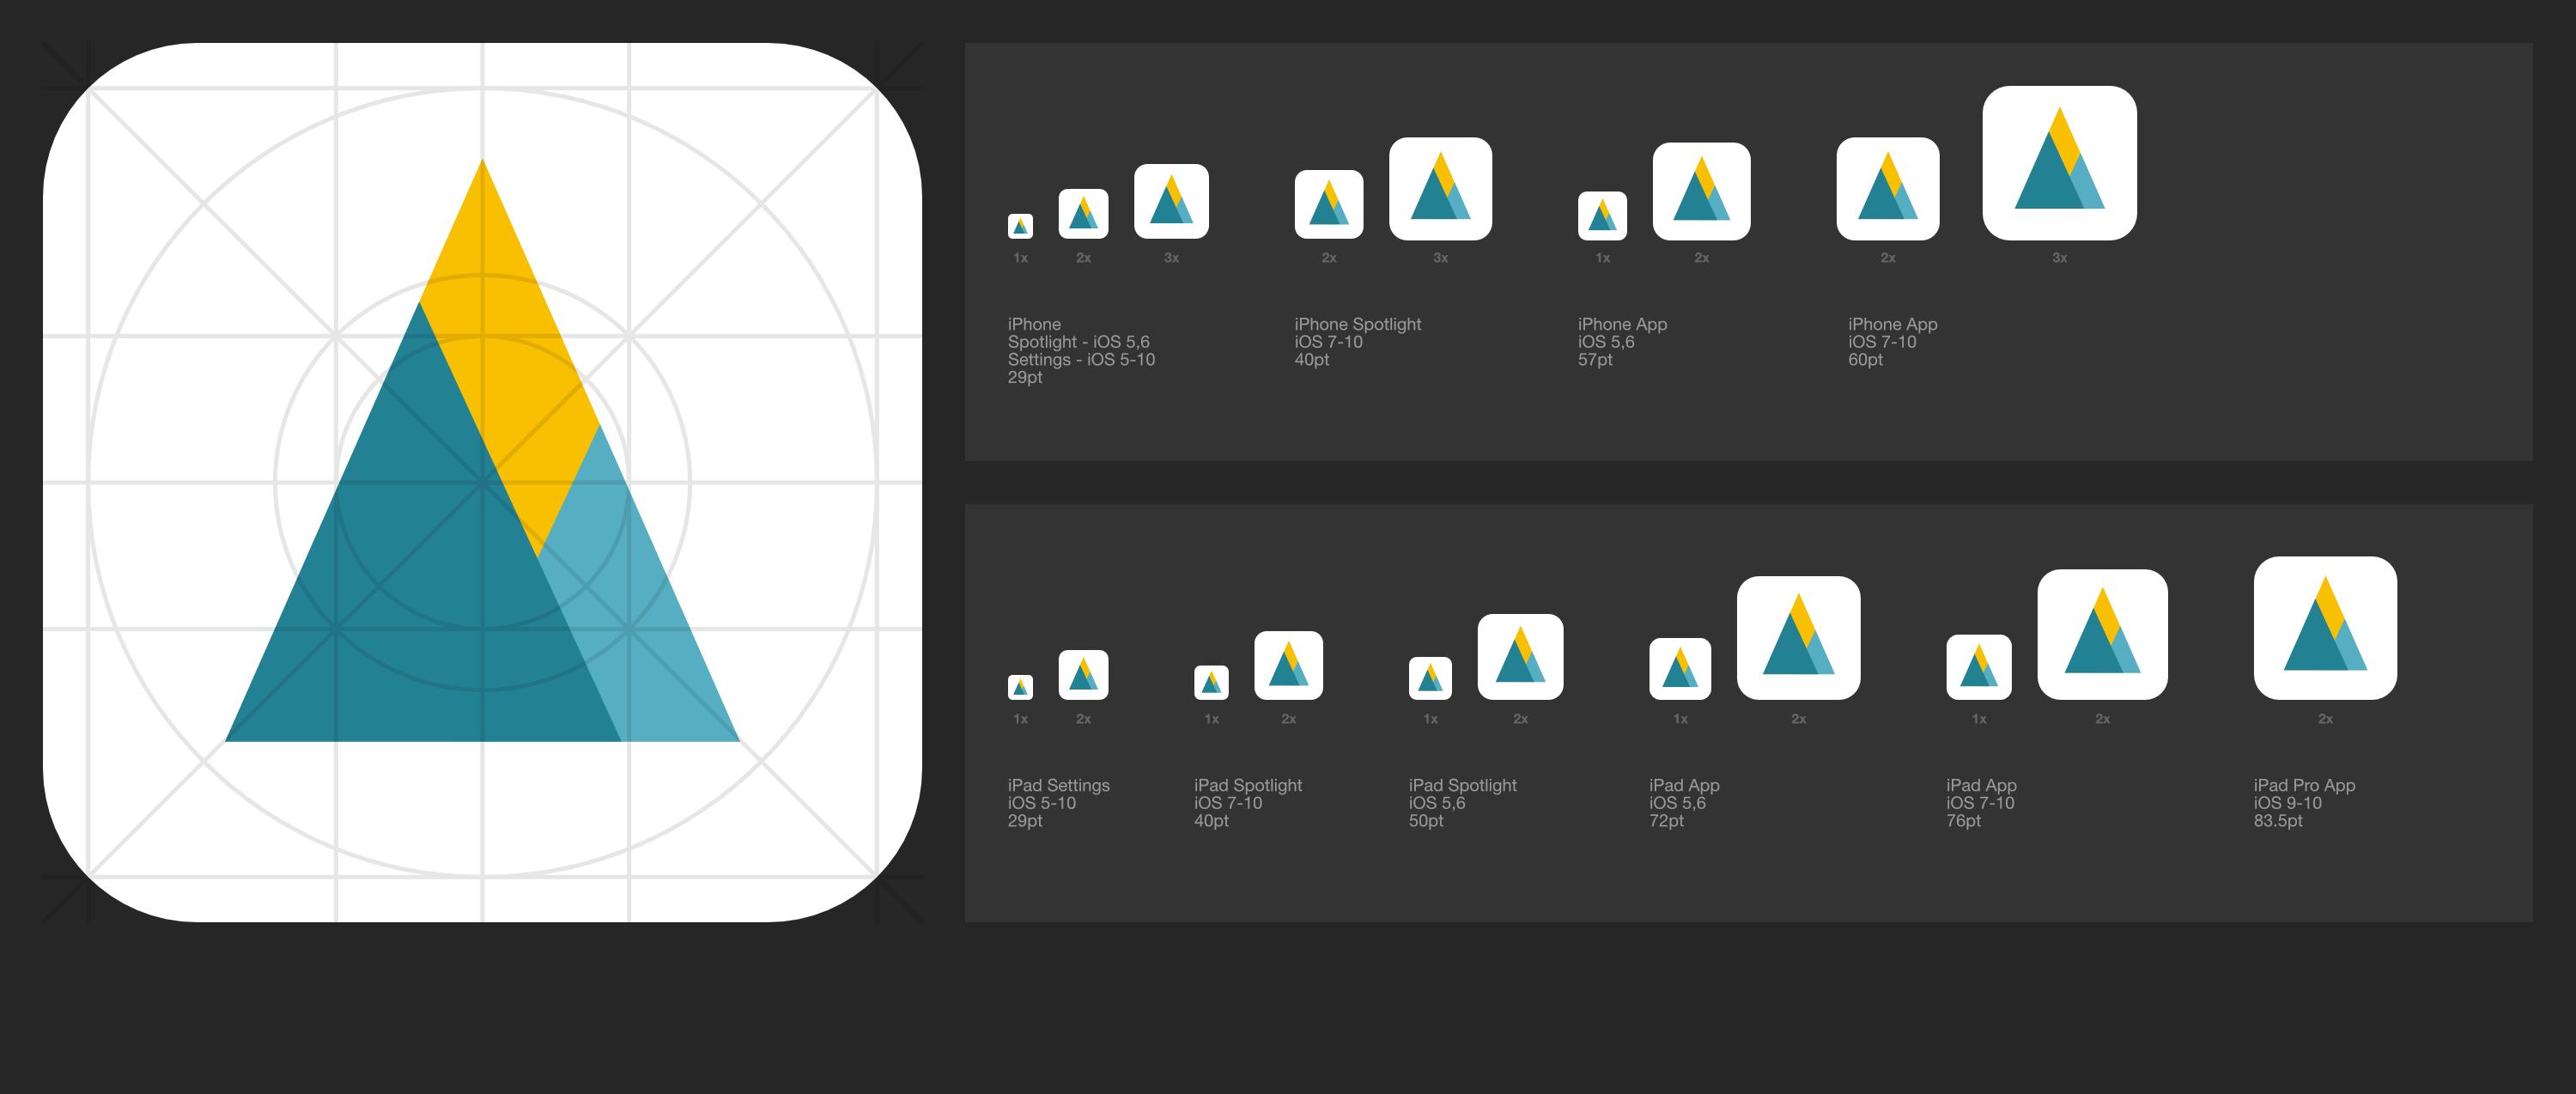 1x
2x
3x
2x
3x
1x
2x
2x
3x
iPhone
Spotlight - iOS 5,6
Settings - iOS 5-10
29pt
iPhone Spotlight
iOS 7-10
40pt
iPhone App
iOS 5,6
57pt
iPhone App
iOS 7-10
60pt
1x
2x
1x
2x
1x
2x
1x
2x
1x
2x
2x
iPad Settings
iOS 5-10
29pt
iPad Spotlight
iOS 7-10
40pt
iPad Spotlight
iOS 5,6
50pt
iPad App
iOS 5,6
72pt
iPad App
iOS 7-10
76pt
iPad Pro App
iOS 9-10
83.5pt